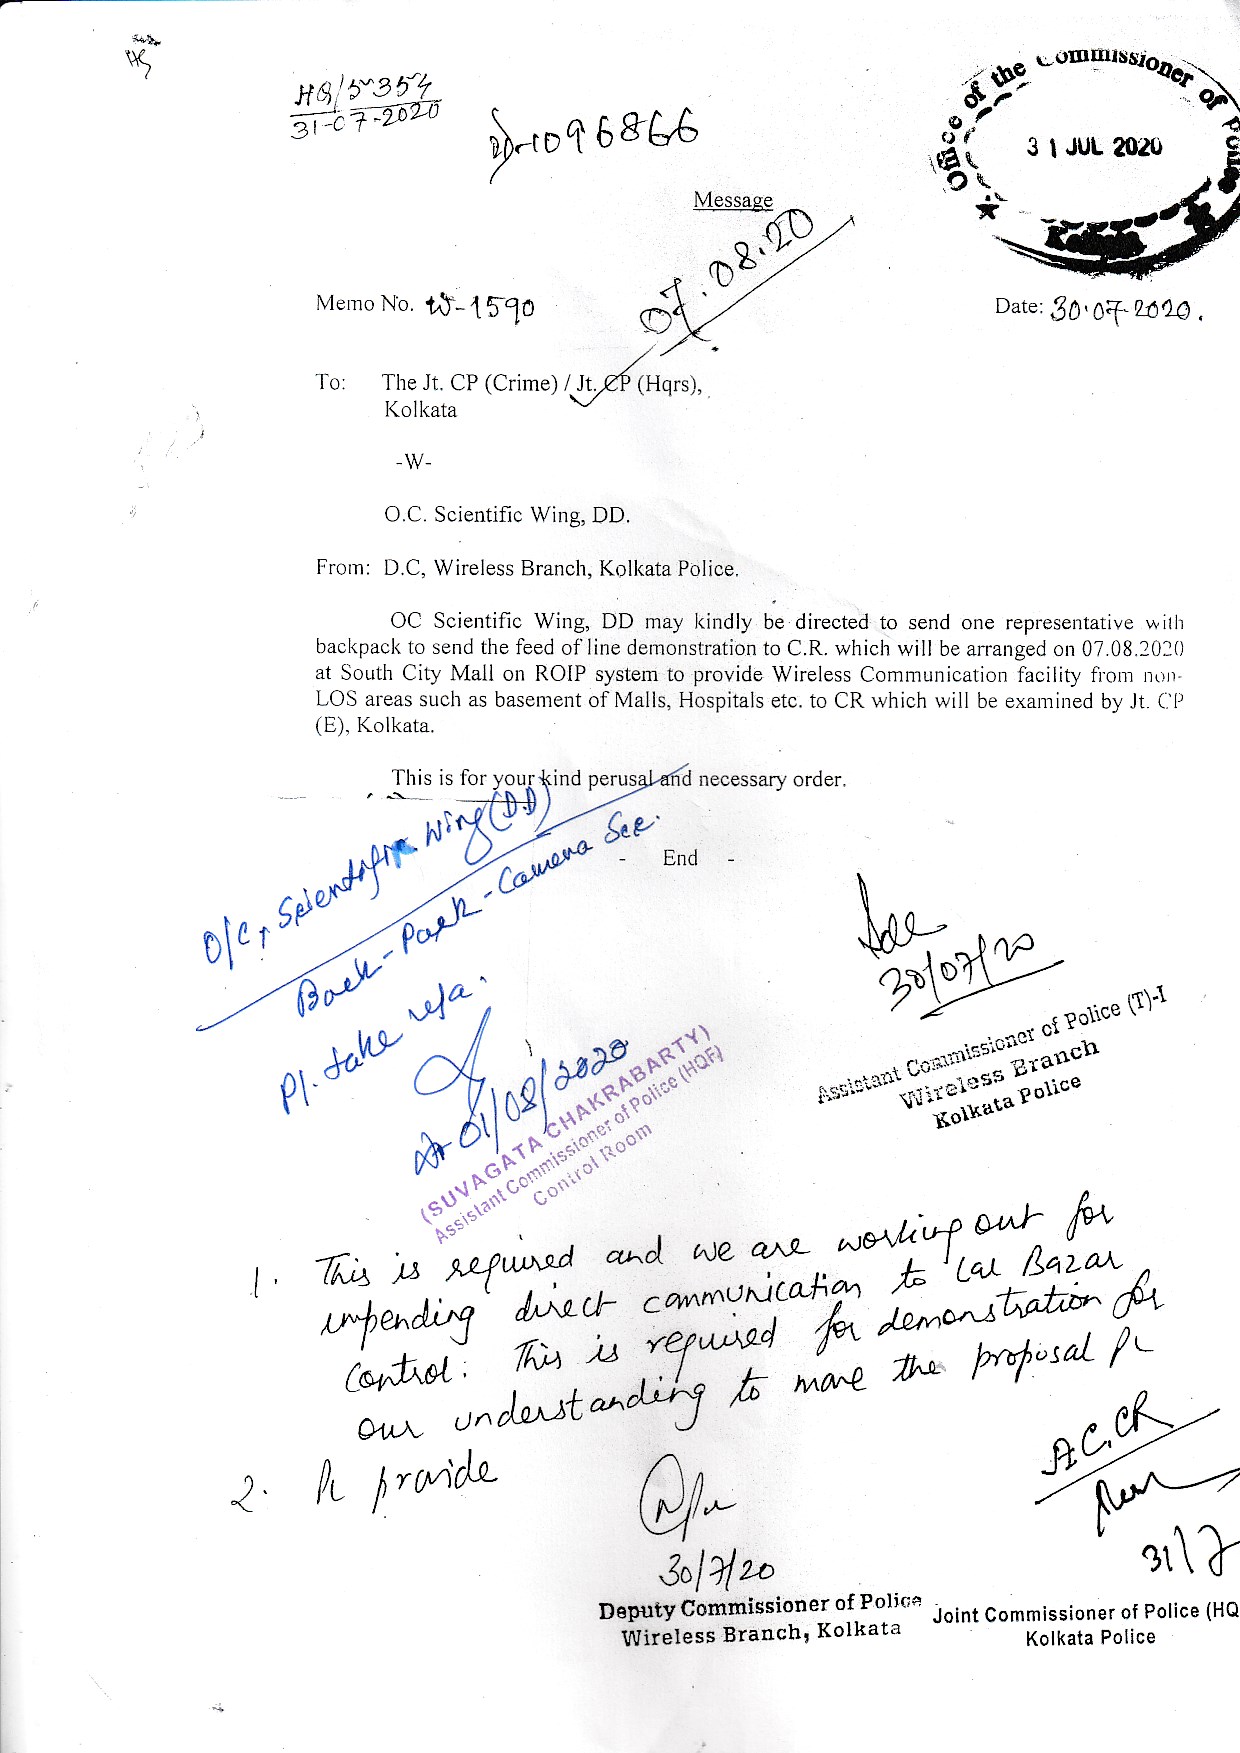 HQ/5354
31-07-2020
1096866
Office of the Commissioner of Police
31 JUL 2020
Kolkata
Message
07.08.20
Memo No. W-1590
Date: 30.07-2020.
To: The Jt. CP (Crime) / Jt. CP (Hqrs),
Kolkata
-W-
O.C. Scientific Wing, DD.
From: D.C, Wireless Branch, Kolkata Police.
OC Scientific Wing, DD may kindly be directed to send one representative with
backpack to send the feed of line demonstration to C.R. which will be arranged on 07.08.2020
at South City Mall on ROIP system to provide Wireless Communication facility from non-
LOS areas such as basement of Malls, Hospitals etc. to CR which will be examined by Jt. CP
(E), Kolkata.
This is for your kind perusal and necessary order.
- End -
O/C, Scientific Wing (DD)
Back-Pack-Camera Sec.
Pl. take
01/08/2020
(SUVAGATA CHAKRABARTY)
Assistant Commissioner of Police (HQF)
Control Room
30/07/20
Assistant Commissioner of Police (T)-I
Wireless Branch
Kolkata Police
1. This is required and we are working out for
impending direct communication to Lal Bazar
Control. This is required for demonstration for
our understanding to move the proposal Pl
2. Pl provide
A.C, CR
30/7/20
31/7
Deputy Commissioner of Police
Wireless Branch, Kolkata
Joint Commissioner of Police (HQ
Kolkata Police